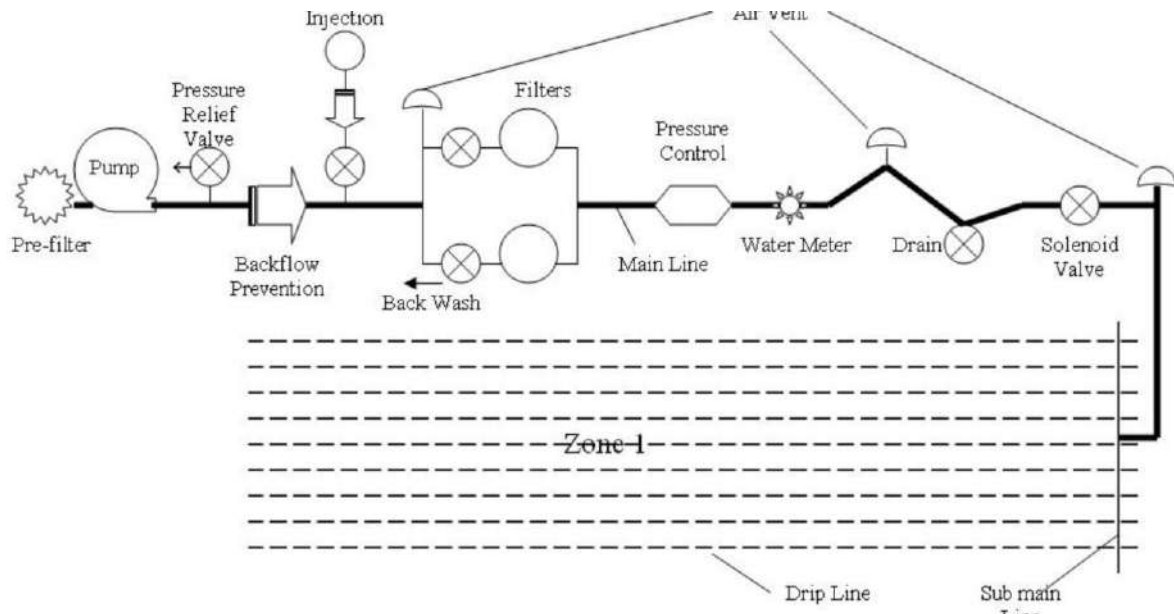 Injection
Air Vent
Pressure
Relief
Valve
Filters
Pump
Pressure
Control
Pre-filter
Backflow
Prevention
Back Wash
Main Line
Water Meter
Drain
Solenoid
Valve
Zone 1
Drip Line
Sub main